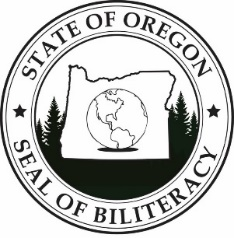 STATE OF OREGON
SEAL OF BILITERACY